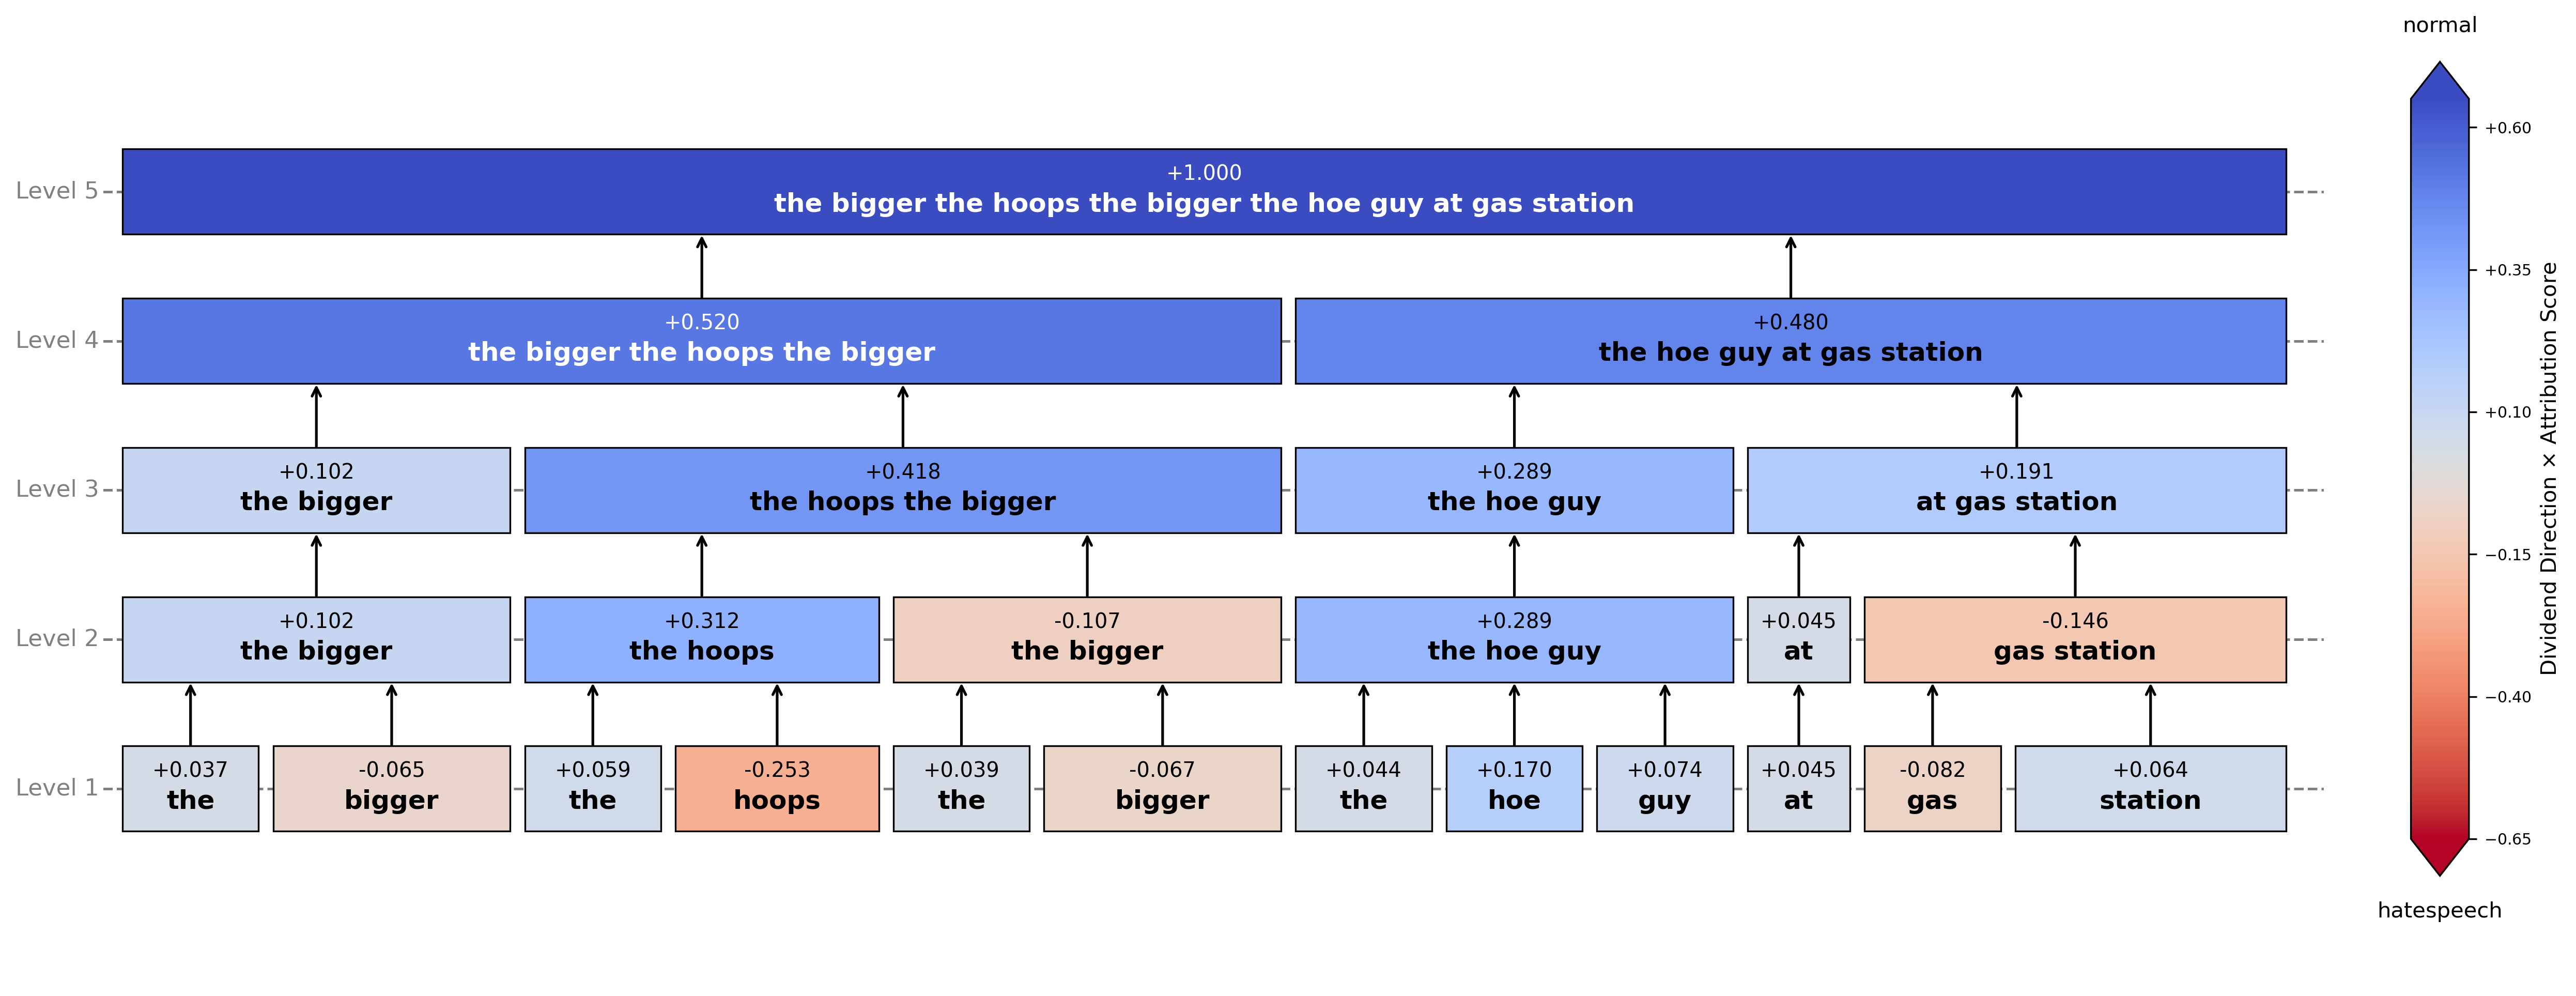 normal
Level 5
+1.000
the bigger the hoops the bigger the hoe guy at gas station
Level 4
+0.520
the bigger the hoops the bigger
+0.480
the hoe guy at gas station
Level 3
+0.102
the bigger
+0.418
the hoops the bigger
+0.289
the hoe guy
+0.191
at gas station
Level 2
+0.102
the bigger
+0.312
the hoops
-0.107
the bigger
+0.289
the hoe guy
+0.045
at
-0.146
gas station
Level 1
+0.037
the
-0.065
bigger
+0.059
the
-0.253
hoops
+0.039
the
-0.067
bigger
+0.044
the
+0.170
hoe
+0.074
guy
+0.045
at
-0.082
gas
+0.064
station
+0.60
+0.35
+0.10
−0.15
−0.40
−0.65
Dividend Direction × Attribution Score
hatespeech